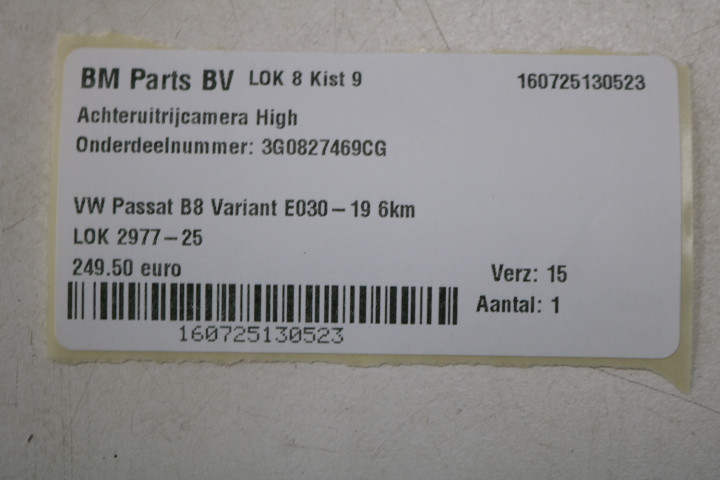 BM Parts BV LOK 8 Kist 9 160725130523
Achteruitrijcamera High
Onderdeelnummer: 3G0827469CG
VW Passat B8 Variant E030-19 6km
LOK 2977-25
249.50 euro Verz: 15
Aantal: 1
160725130523